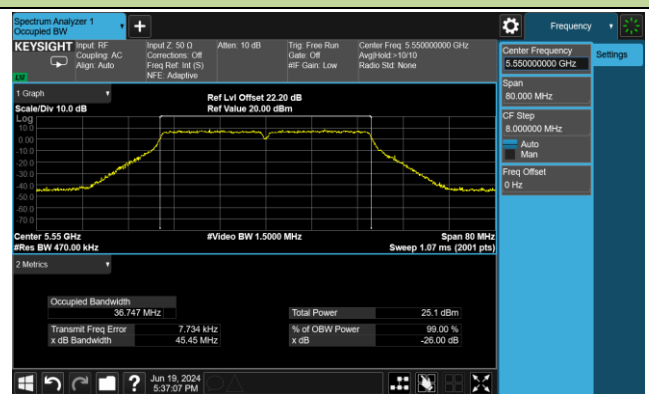 Spectrum Analyzer 1
Occupied BW
+
Frequency
KEYSIGHT
Input: RF
Coupling: AC
Align: Auto
Input Z: 50 Ω
Corrections: Off
Freq Ref: Int (S)
NFE: Adaptive
Atten: 10 dB
Trig: Free Run
Gate: Off
#IF Gain: Low
Center Freq: 5.550000000 GHz
Avg|Hold:>10/10
Radio Std: None
LXI
1 Graph
Scale/Div 10.0 dB
Ref Lvl Offset 22.20 dB
Ref Value 20.00 dBm
Log
10.0
0.00
-10.0
-20.0
-30.0
-40.0
-50.0
-60.0
-70.0
Center 5.55 GHz
#Video BW 1.5000 MHz
Span 80 MHz
#Res BW 470.00 kHz
Sweep 1.07 ms (2001 pts)
2 Metrics
Occupied Bandwidth
36.747 MHz
Total Power 25.1 dBm
Transmit Freq Error 7.734 kHz
% of OBW Power 99.00 %
x dB Bandwidth 45.45 MHz
x dB -26.00 dB
Center Frequency
5.550000000 GHz
Settings
Span
80.000 MHz
CF Step
8.000000 MHz
Auto
Man
Freq Offset
0 Hz
?
Jun 19, 2024
5:37:07 PM